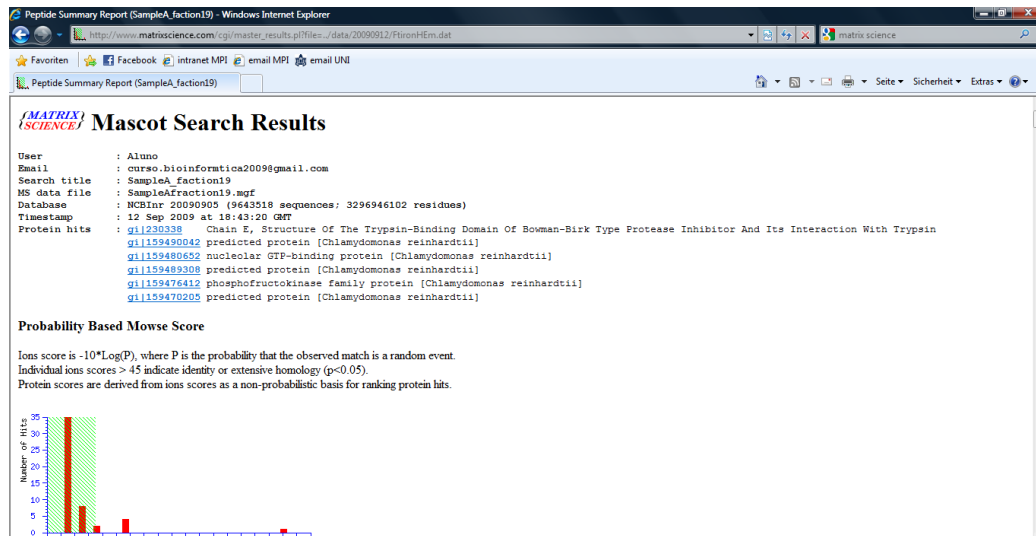 Peptide Summary Report (SampleA_faction19) - Windows Internet Explorer
http://www.matrixscience.com/cgi/master_results.pl?file=../data/20090912/FtironHEm.dat
matrix science
Favoriten Facebook intranet MPI email MPI email UNI
Peptide Summary Report (SampleA_faction19) Seite Sicherheit Extras
{MATRIX SCIENCE} Mascot Search Results
User : Aluno
Email : curso.bioinformtica2009@gmail.com
Search title : SampleA_faction19
MS data file : SampleAfraction19.mgf
Database : NCBInr 20090905 (9643518 sequences; 3296946102 residues)
Timestamp : 12 Sep 2009 at 18:43:20 GMT
Protein hits : gi|230338 Chain E, Structure Of The Trypsin-Binding Domain Of Bowman-Birk Type Protease Inhibitor And Its Interaction With Trypsin
gi|159490042 predicted protein [Chlamydomonas reinhardtii]
gi|159480652 nucleolar GTP-binding protein [Chlamydomonas reinhardtii]
gi|159489308 predicted protein [Chlamydomonas reinhardtii]
gi|159476412 phosphofructokinase family protein [Chlamydomonas reinhardtii]
gi|159470205 predicted protein [Chlamydomonas reinhardtii]
Probability Based Mowse Score
Ions score is -10*Log(P), where P is the probability that the observed match is a random event.
Individual ions scores > 45 indicate identity or extensive homology (p<0.05).
Protein scores are derived from ions scores as a non-probabilistic basis for ranking protein hits.
Number of Hits
35
30
25
20
15
10
5
0